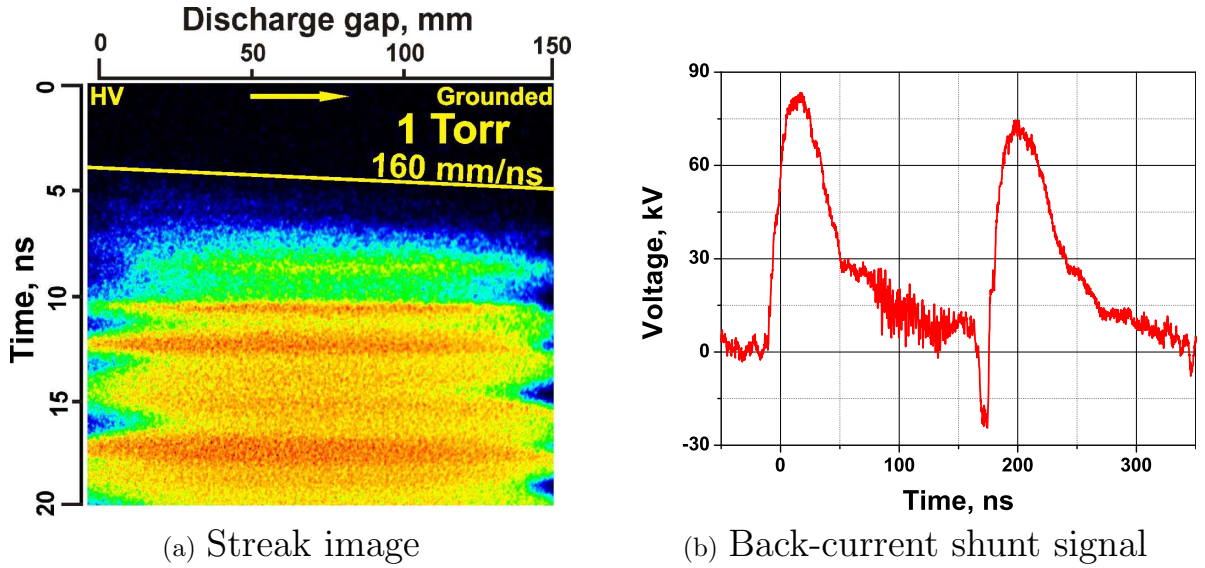 Discharge gap, mm
0 50 100 150
Time, ns
0
5
10
15
20
HV Grounded
1 Torr
160 mm/ns
(a) Streak image
Voltage, kV
90
60
30
0
-30
0 100 200 300
Time, ns
(b) Back-current shunt signal